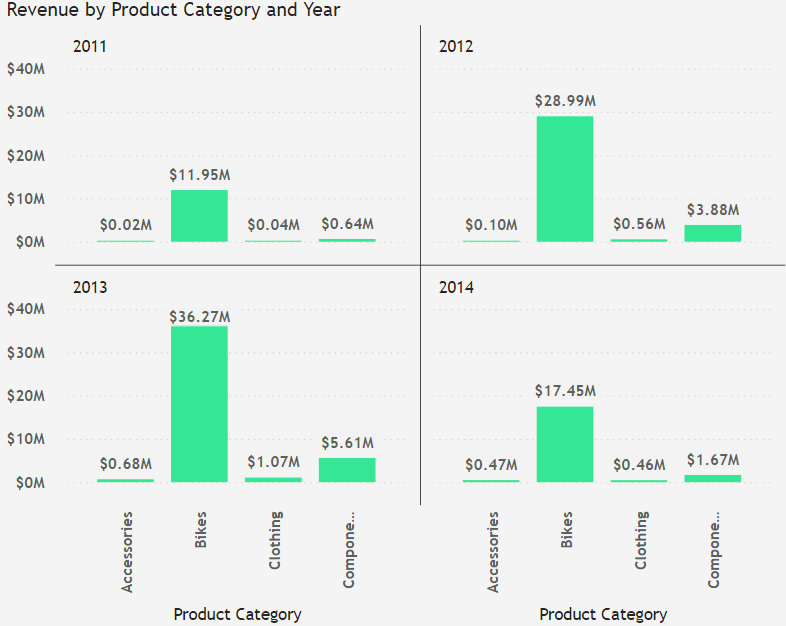 Revenue by Product Category and Year
2011
$40M
$30M
$20M
$10M
$0M
$0.02M
$11.95M
$0.04M
$0.64M
2012
$0.10M
$28.99M
$0.56M
$3.88M
2013
$40M
$30M
$20M
$10M
$0M
$0.68M
$36.27M
$1.07M
$5.61M
2014
$0.47M
$17.45M
$0.46M
$1.67M
Accessories
Bikes
Clothing
Compone...
Accessories
Bikes
Clothing
Compone...
Product Category
Product Category